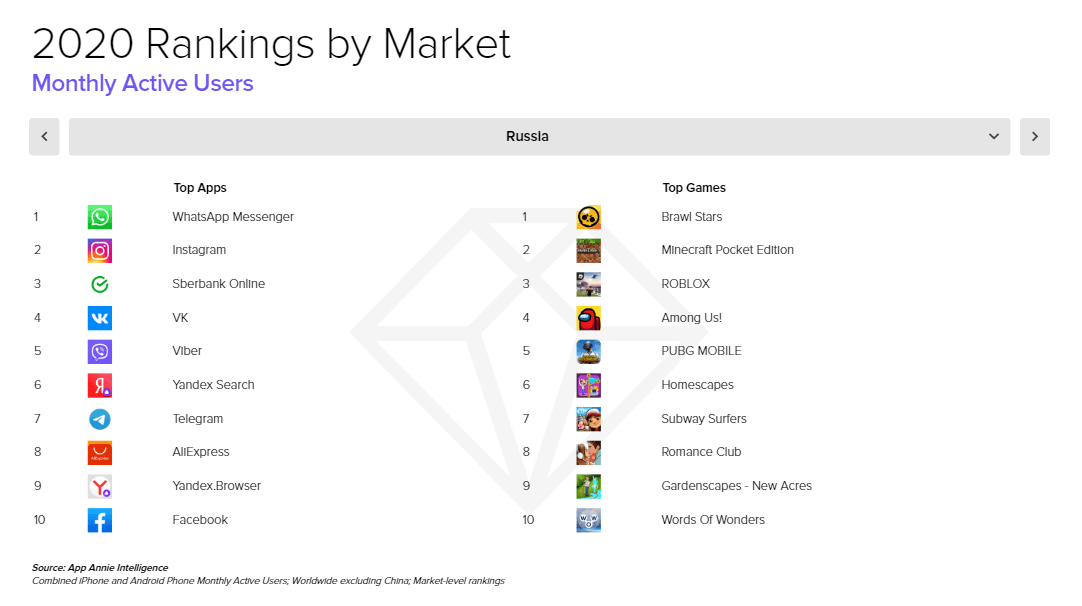 2020 Rankings by Market
Monthly Active Users
Russia
Top Apps
1 WhatsApp Messenger
2 Instagram
3 Sberbank Online
4 VK
5 Viber
6 Yandex Search
7 Telegram
8 AliExpress
9 Yandex.Browser
10 Facebook
Top Games
1 Brawl Stars
2 Minecraft Pocket Edition
3 ROBLOX
4 Among Us!
5 PUBG MOBILE
6 Homescapes
7 Subway Surfers
8 Romance Club
9 Gardenscapes - New Acres
10 Words Of Wonders
Source: App Annie Intelligence
Combined iPhone and Android Phone Monthly Active Users; Worldwide excluding China; Market-level rankings